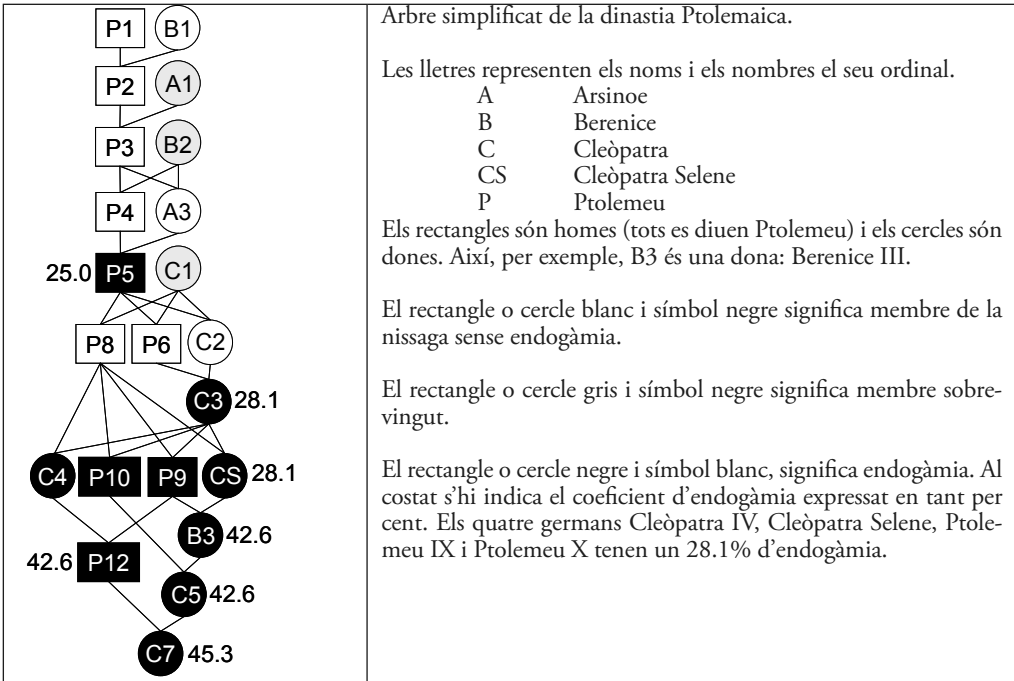 P1 B1
P2 A1
P3 B2
P4 A3
25.0 P5 C1
P8 P6 C2
C3 28.1
C4 P10 P9 CS 28.1
B3 42.6
42.6 P12
C5 42.6
C7 45.3
Arbre simplificat de la dinastia Ptolemaica.
Les lletres representen els noms i els nombres el seu ordinal.
A Arsinoe
B Berenice
C Cleòpatra
CS Cleòpatra Selene
P Ptolemeu
Els rectangles són homes (tots es diuen Ptolemeu) i els cercles són
dones. Així, per exemple, B3 és una dona: Berenice III.
El rectangle o cercle blanc i símbol negre significa membre de la
nissaga sense endogàmia.
El rectangle o cercle gris i símbol negre significa membre sobre-
vingut.
El rectangle o cercle negre i símbol blanc, significa endogàmia. Al
costat s'hi indica el coeficient d'endogàmia expressat en tant per
cent. Els quatre germans Cleòpatra IV, Cleòpatra Selene, Ptole-
meu IX i Ptolemeu X tenen un 28.1% d'endogàmia.